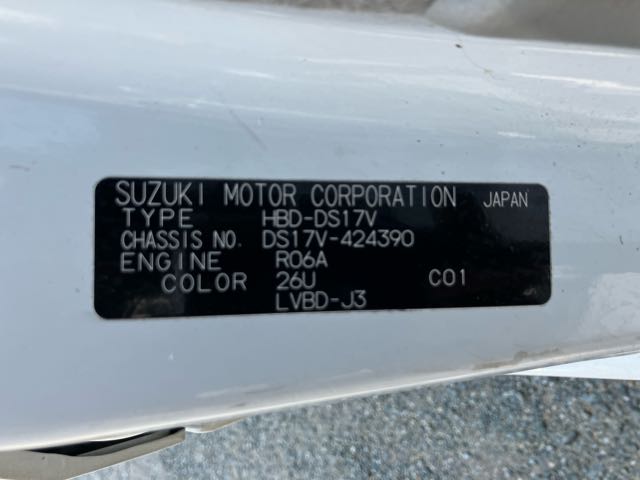 SUZUKI MOTOR CORPORATION JAPAN
TYPE HBD-DS17V
CHASSIS NO. DS17V-424390
ENGINE R06A
COLOR 26U C01
LVBD-J3